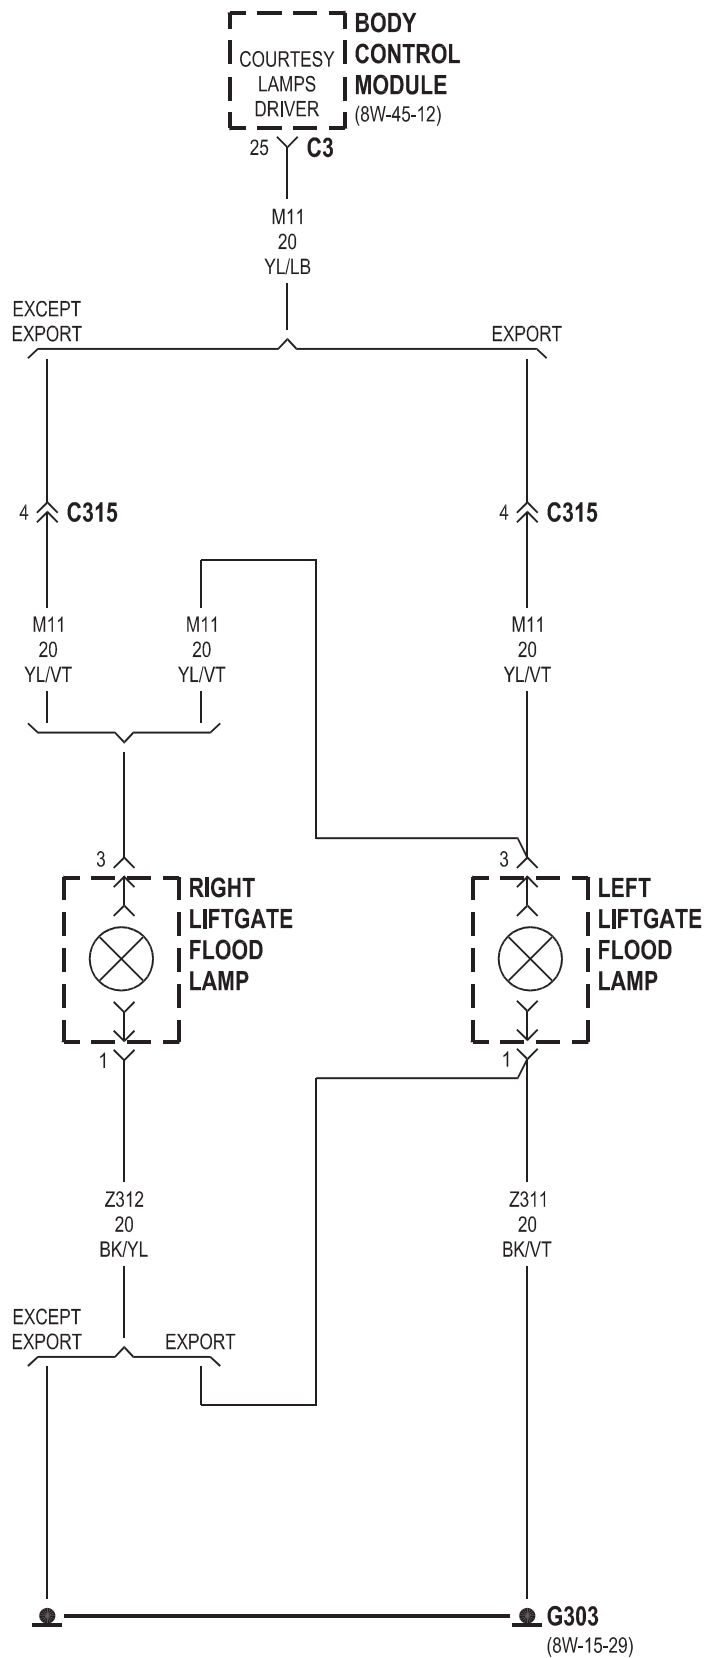 BODY
CONTROL
MODULE
(8W-45-12)
COURTESY
LAMPS
DRIVER
25
C3
M11
20
YL/LB
EXCEPT
EXPORT
EXPORT
4
C315
4
C315
M11
20
YL/VT
M11
20
YL/VT
M11
20
YL/VT
3
RIGHT
LIFTGATE
FLOOD
LAMP
1
3
LEFT
LIFTGATE
FLOOD
LAMP
1
Z312
20
BK/YL
Z311
20
BK/VT
EXCEPT
EXPORT
EXPORT
G303
(8W-15-29)